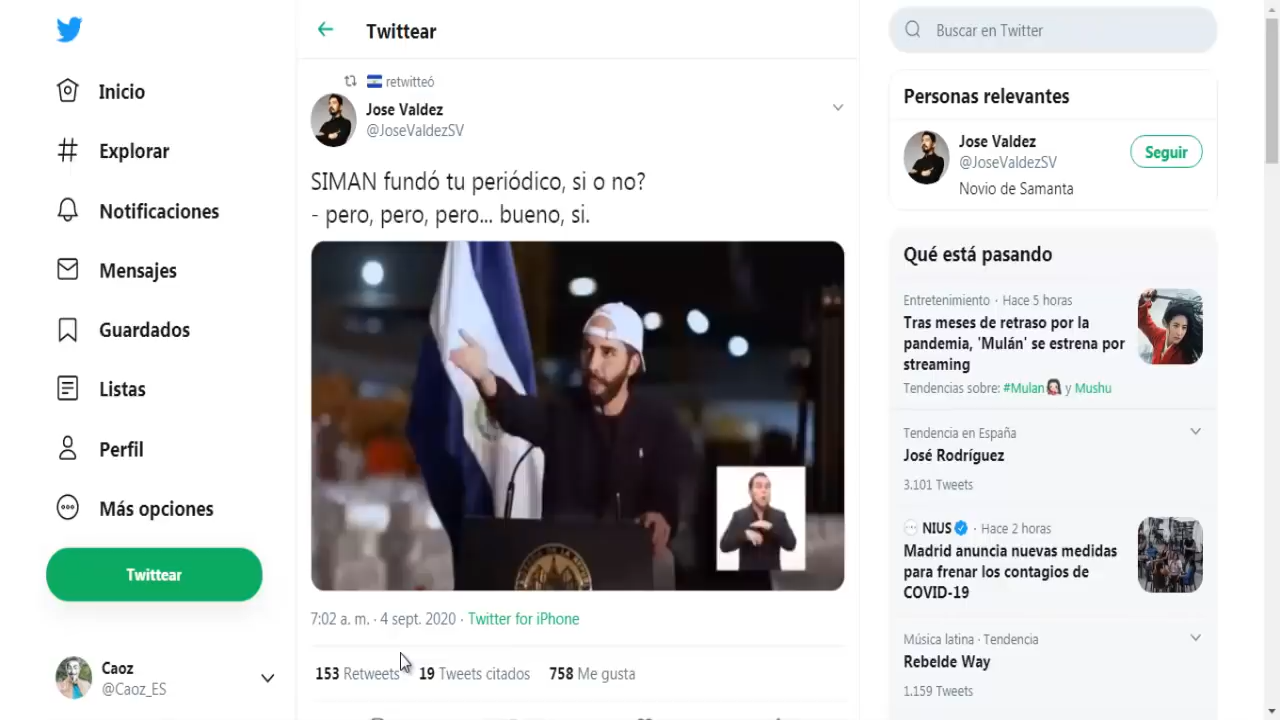 Inicio
Explorar
Notificaciones
Mensajes
Guardados
Listas
Perfil
Más opciones
Twittear
Caoz
@Caoz_ES
Twittear
retwitteó
Jose Valdez
@JoseValdezSV
SIMAN fundó tu periódico, si o no?
- pero, pero, pero... bueno, si.
7:02 a. m. · 4 sept. 2020 · Twitter for iPhone
153 Retweets 19 Tweets citados 758 Me gusta
Buscar en Twitter
Personas relevantes
Jose Valdez
@JoseValdezSV
Seguir
Novio de Samanta
Qué está pasando
Entretenimiento · Hace 5 horas
Tras meses de retraso por la
pandemia, 'Mulán' se estrena por
streaming
Tendencias sobre: #Mulan y Mushu
Tendencia en España
José Rodríguez
3.101 Tweets
NIUS · Hace 2 horas
Madrid anuncia nuevas medidas
para frenar los contagios de
COVID-19
Música latina · Tendencia
Rebelde Way
1.159 Tweets